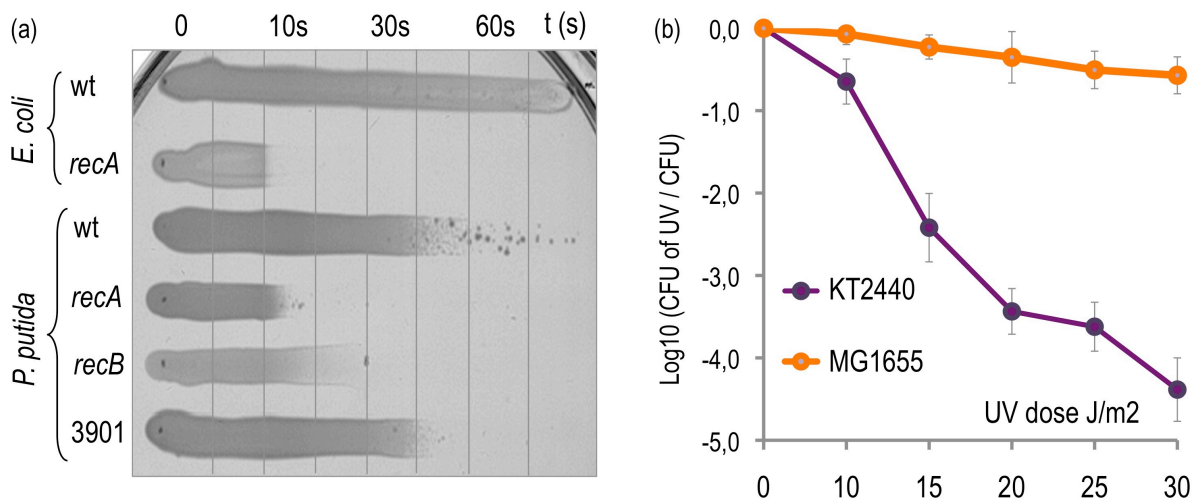 (a)
0 10s 30s 60s t (s)
E. coli
wt
recA
P. putida
wt
recA
recB
3901
(b)
0,0
-1,0
-2,0
-3,0
-4,0
-5,0
Log10 (CFU of UV / CFU)
KT2440
MG1655
UV dose J/m2
0 10 15 20 25 30